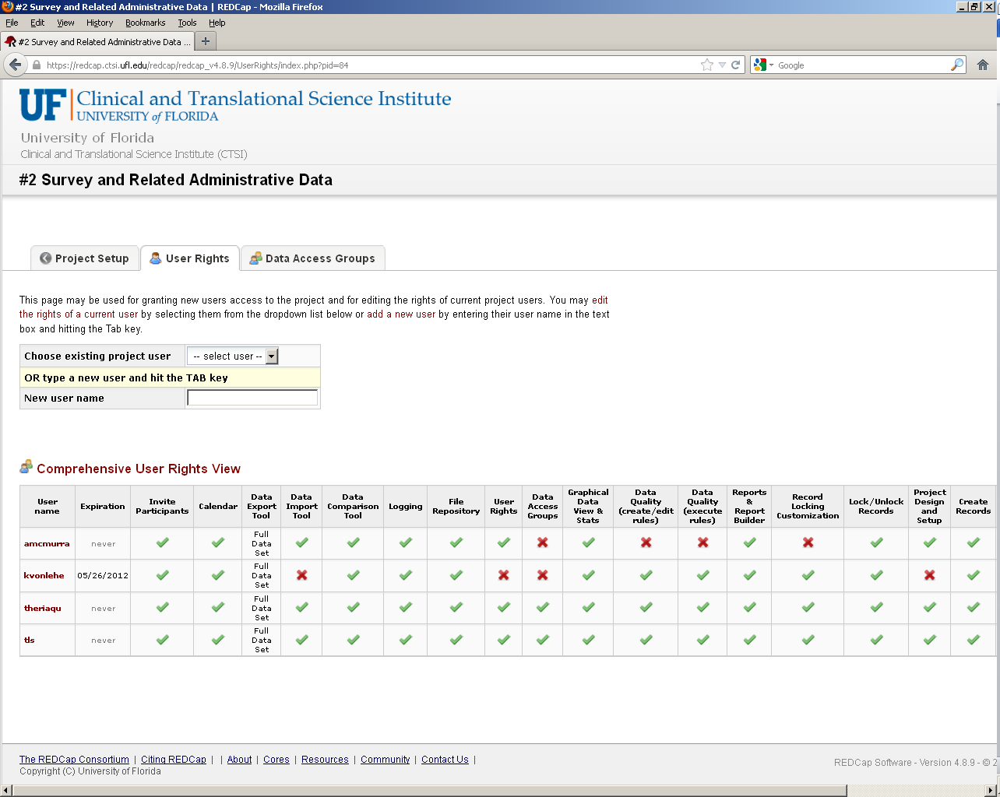 #2 Survey and Related Administrative Data | REDCap - Mozilla Firefox
File Edit View History Bookmarks Tools Help
#2 Survey and Related Administrative Data ...
https://redcap.ctsi.ufl.edu/redcap/redcap_v4.8.9/UserRights/index.php?pid=84
Google
UF Clinical and Translational Science Institute
UNIVERSITY of FLORIDA
University of Florida
Clinical and Translational Science Institute (CTSI)
#2 Survey and Related Administrative Data
Project Setup User Rights Data Access Groups
This page may be used for granting new users access to the project and for editing the rights of current project users. You may edit
the rights of a current user by selecting them from the dropdown list below or add a new user by entering their user name in the text
box and hitting the Tab key.
Choose existing project user -- select user --
OR type a new user and hit the TAB key
New user name
Comprehensive User Rights View
User name Expiration Invite Participants Calendar Data Export Tool Data Import Tool Data Comparison Tool Logging File Repository User Rights Data Access Groups Graphical Data View & Stats Data Quality (create/edit rules) Data Quality (execute rules) Reports & Report Builder Record Locking Customization Lock/Unlock Records Project Design and Setup Create Records
amcmurra never Full Data Set
kvonlehe 05/26/2012 Full Data Set
theriaqu never Full Data Set
tls never Full Data Set
The REDCap Consortium | Citing REDCap | | About | Cores | Resources | Community | Contact Us |
Copyright (C) University of Florida
REDCap Software - Version 4.8.9 - © 2